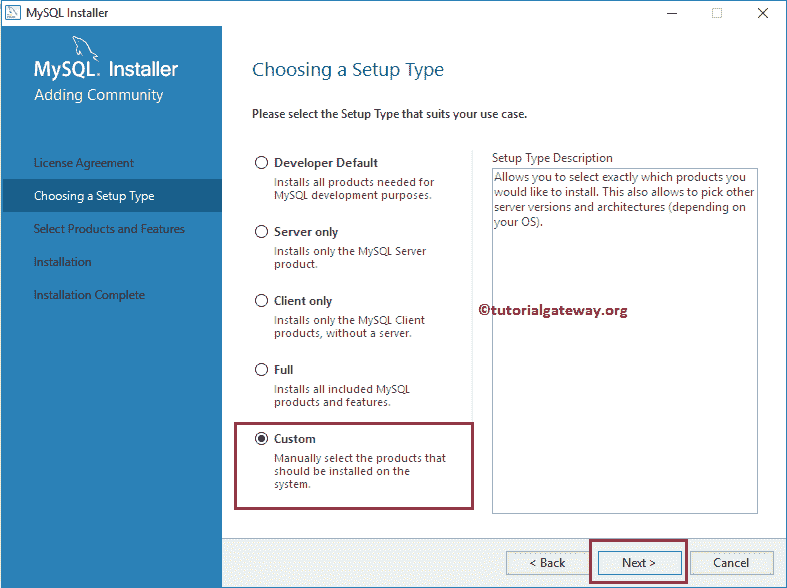 MySQL Installer
MySQL. Installer
Adding Community
License Agreement
Choosing a Setup Type
Select Products and Features
Installation
Installation Complete
Choosing a Setup Type
Please select the Setup Type that suits your use case.
Developer Default
Installs all products needed for
MySQL development purposes.
Server only
Installs only the MySQL Server
product.
Client only
Installs only the MySQL Client
products, without a server.
Full
Installs all included MySQL
products and features.
Custom
Manually select the products that
should be installed on the
system.
Setup Type Description
Allows you to select exactly which products you
would like to install. This also allows to pick other
server versions and architectures (depending on
your OS).
©tutorialgateway.org
< Back
Next >
Cancel